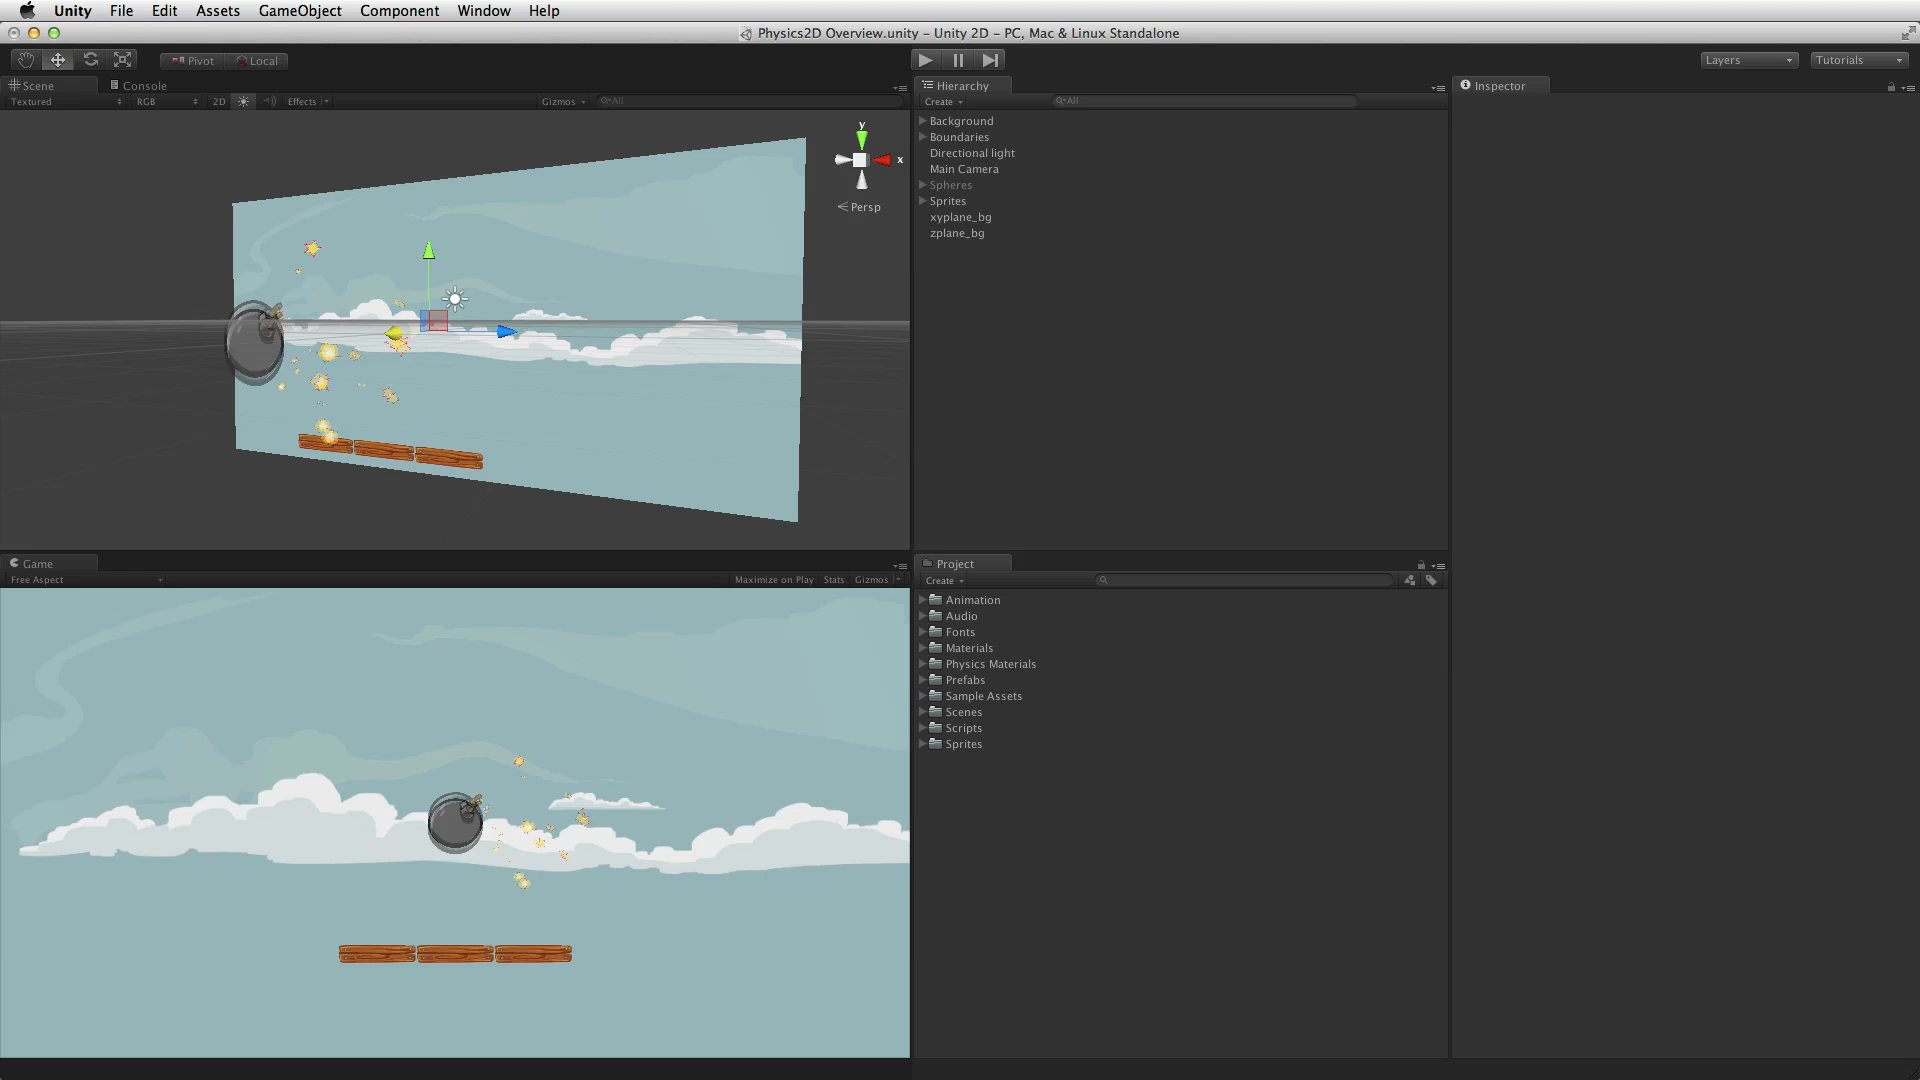 Unity File Edit Assets GameObject Component Window Help
Physics2D Overview.unity - Unity 2D - PC, Mac & Linux Standalone
Pivot Local
Layers Tutorials
Scene Console
Textured RGB 2D Effects Gizmos All
y
x
Persp
Hierarchy
Create All
Background
Boundaries
Directional light
Main Camera
Spheres
Sprites
xyplane_bg
zplane_bg
Inspector
Game
Free Aspect Maximize on Play Stats Gizmos
Project
Create
Animation
Audio
Fonts
Materials
Physics Materials
Prefabs
Sample Assets
Scenes
Scripts
Sprites